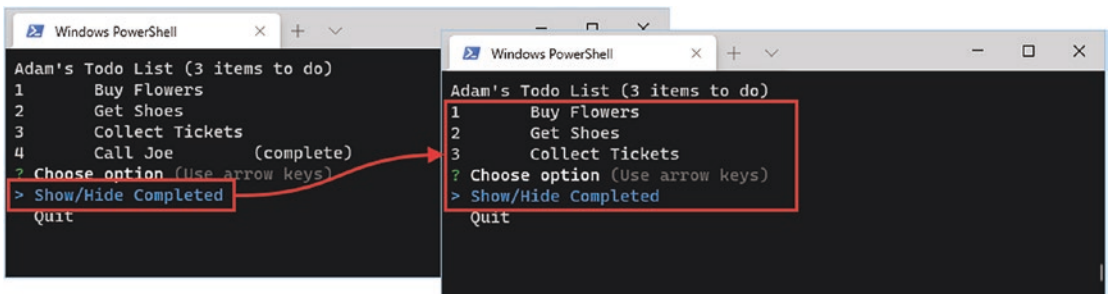 Windows PowerShell
Adam's Todo List (3 items to do)
1 Buy Flowers
2 Get Shoes
3 Collect Tickets
4 Call Joe (complete)
? Choose option (Use arrow keys)
> Show/Hide Completed
Quit
Windows PowerShell
Adam's Todo List (3 items to do)
1 Buy Flowers
2 Get Shoes
3 Collect Tickets
? Choose option (Use arrow keys)
> Show/Hide Completed
Quit